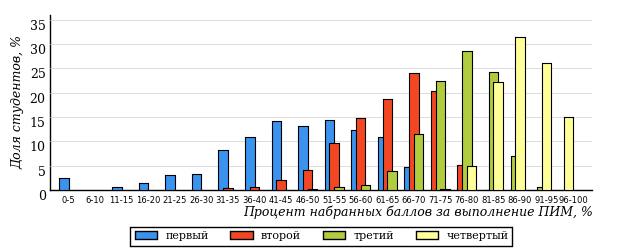 Доля студентов, %
35
30
25
20
15
10
5
0
0-5 6-10 11-15 16-20 21-25 26-30 31-35 36-40 41-45 46-50 51-55 56-60 61-65 66-70 71-75 76-80 81-85 86-90 91-95 96-100
Процент набранных баллов за выполнение ПИМ, %
первый второй третий четвертый